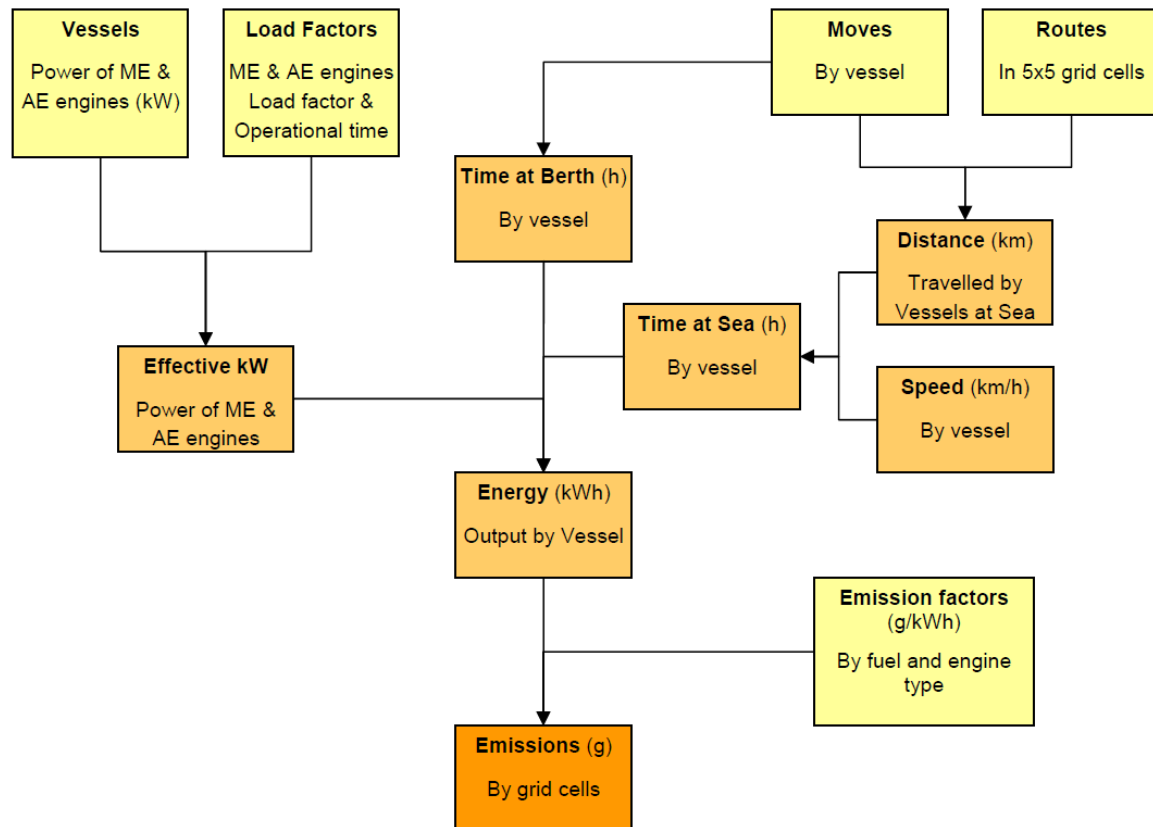 Vessels
Power of ME &
AE engines (kW)
Load Factors
ME & AE engines
Load factor &
Operational time
Moves
By vessel
Routes
In 5x5 grid cells
Time at Berth (h)
By vessel
Distance (km)
Travelled by
Vessels at Sea
Time at Sea (h)
By vessel
Effective kW
Power of ME &
AE engines
Speed (km/h)
By vessel
Energy (kWh)
Output by Vessel
Emission factors
(g/kWh)
By fuel and engine
type
Emissions (g)
By grid cells